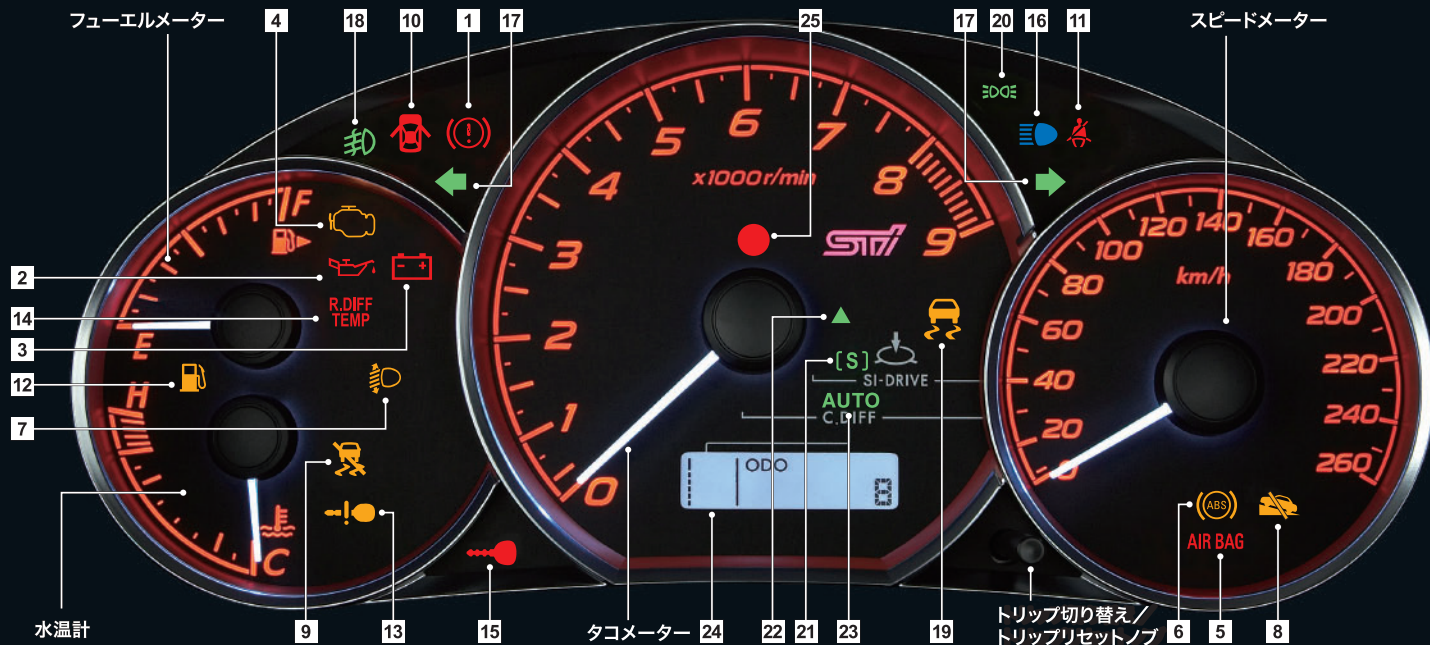 フューエルメーター
4
18
10
1
17
25
17
20
16
11
スピードメーター
F
E
2
14
R.DIFF
TEMP
3
12
7
H
C
9
13
15
水温計
0
1
2
3
4
5
6
7
8
9
x1000r/min
STI
22
[S]
21
SI-DRIVE
AUTO
C.DIFF
ODO
8
タコメーター
24
22
21
23
19
0
20
40
60
80
100
120
140
160
180
200
220
240
260
km/h
ABS
AIR BAG
トリップ切り替え/
トリップリセットノブ
6
5
8